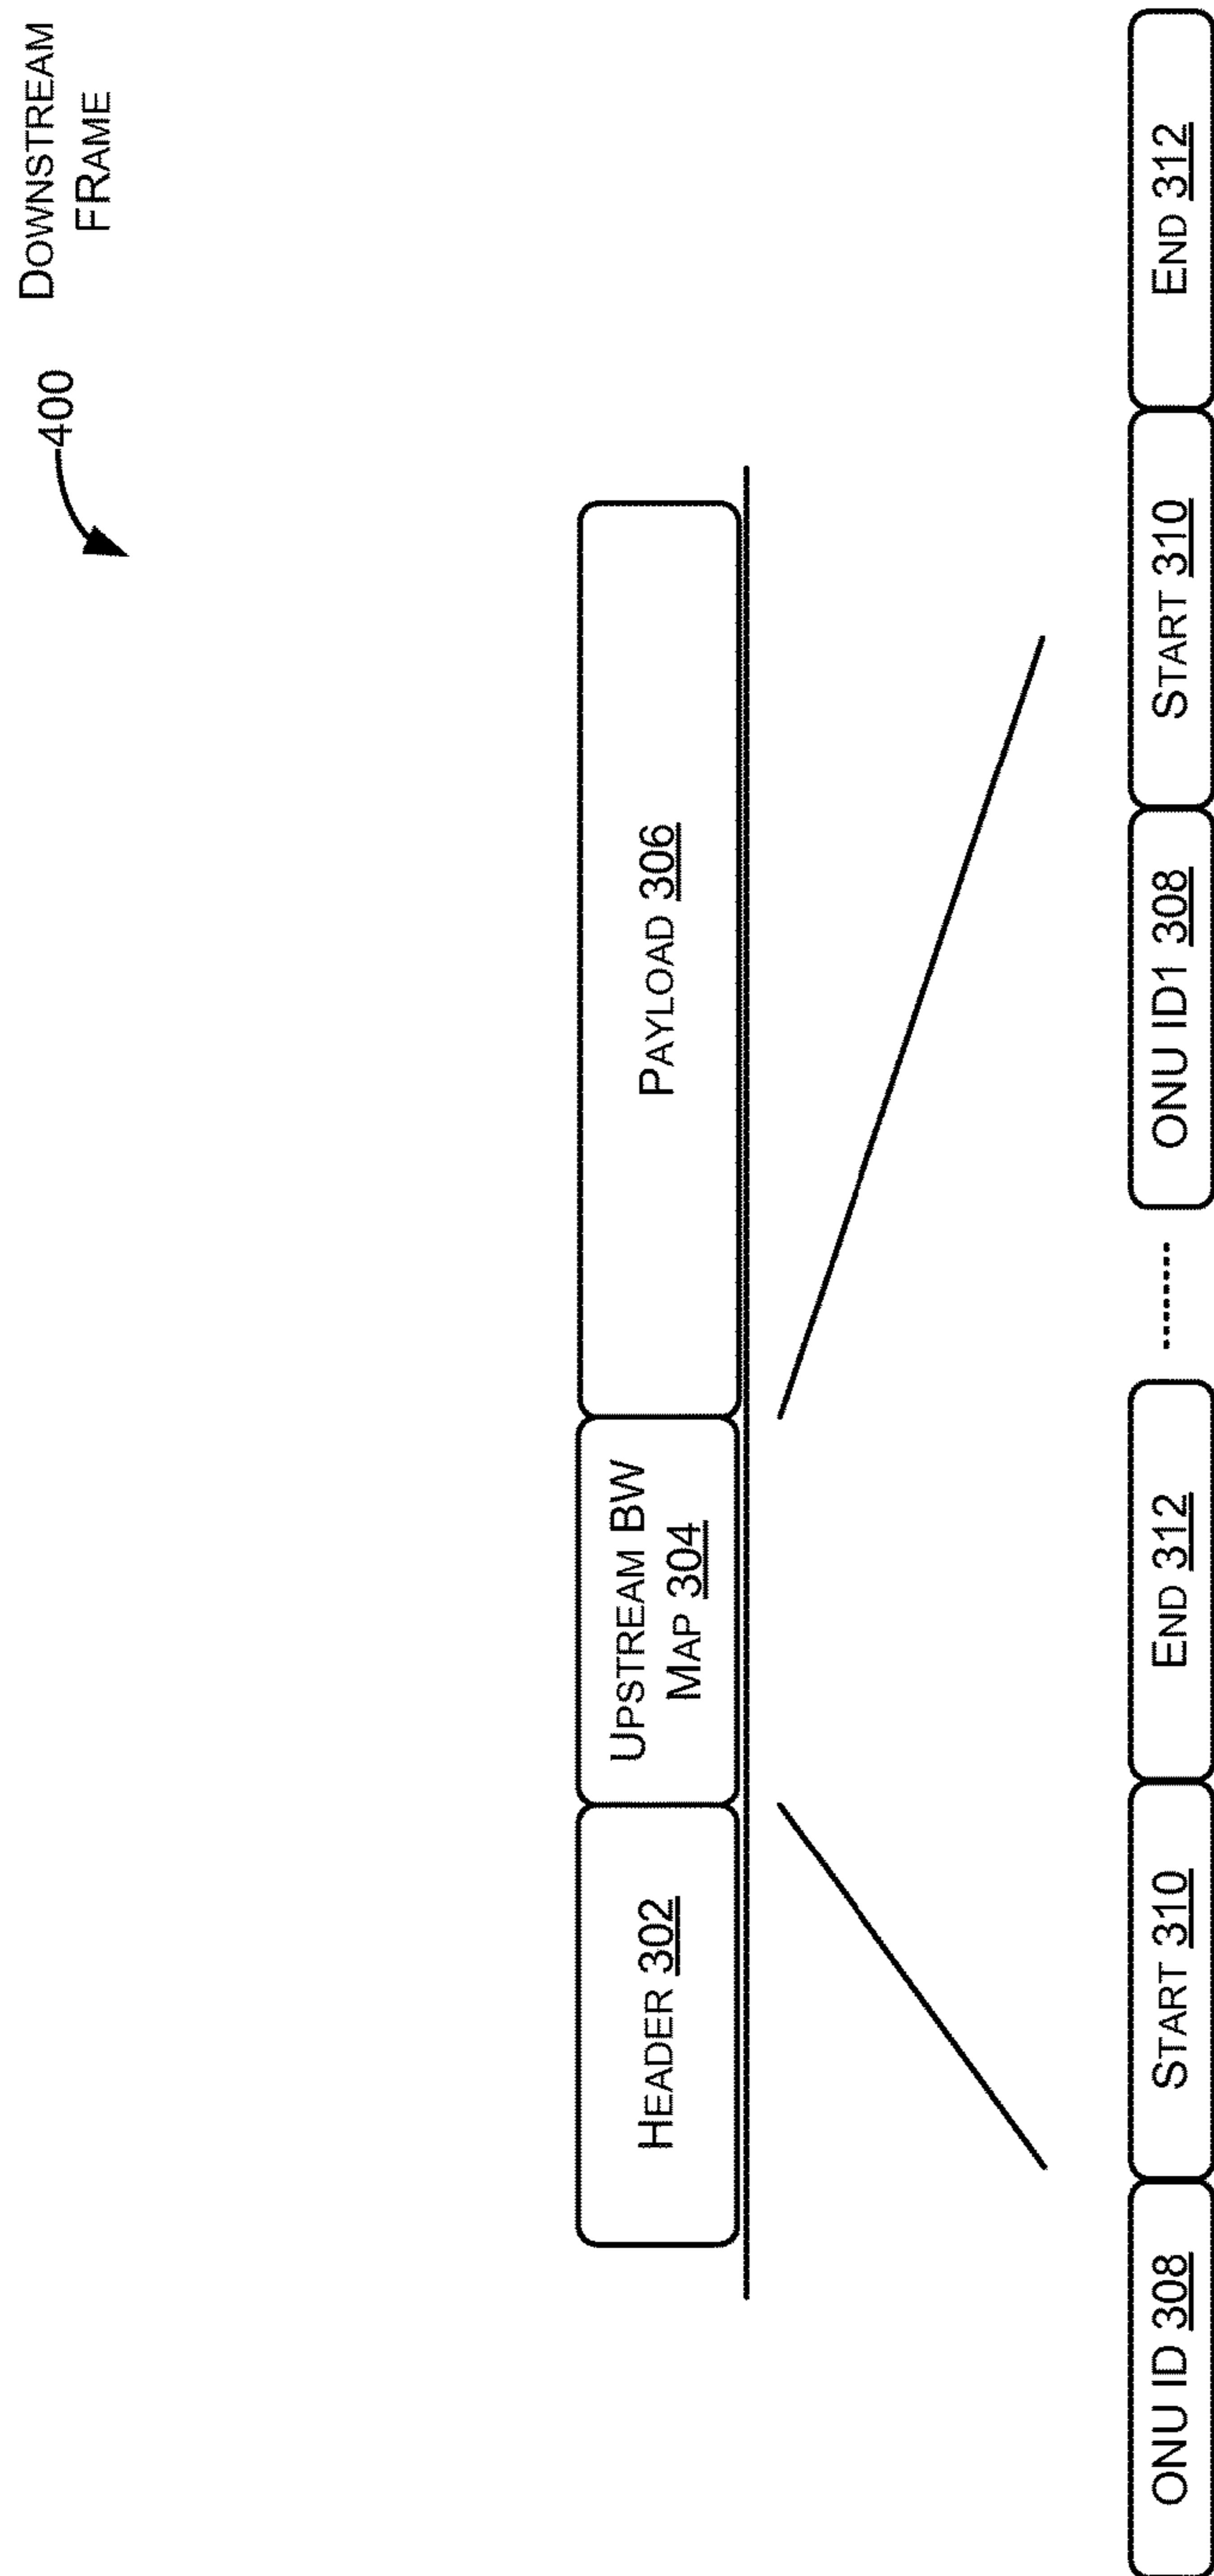 400
DOWNSTREAM
FRAME
HEADER 302
UPSTREAM BW
MAP 304
PAYLOAD 306
ONU ID 308
START 310
END 312
--------
ONU ID1 308
START 310
END 312